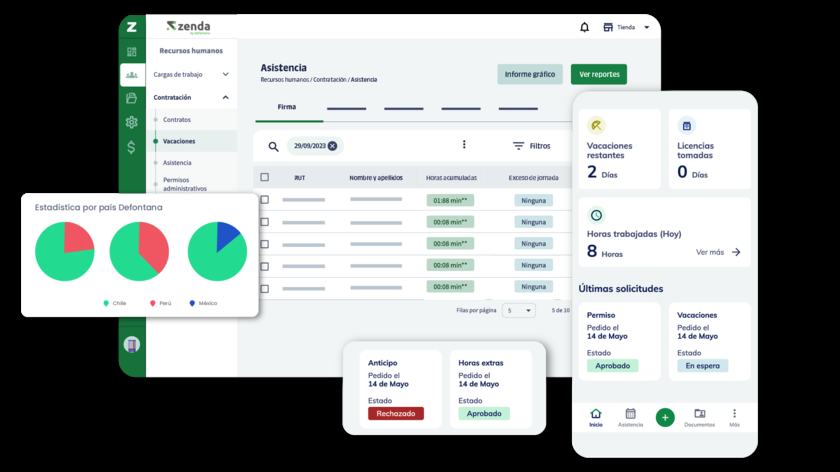 Z
zenda
by Defontana
Tienda
Recursos humanos
Cargas de trabajo
Contratación
Contratos
Vacaciones
Asistencia
Permisos
administrativos
Asistencia
Recursos humanos / Contratación / Asistencia
Informe gráfico
Ver reportes
Firma
29/09/2023
Filtros
RUT
Nombre y apellidos
Horas acumuladas
Exceso de jornada
01:88 min**
Ninguna
00:08 min**
Ninguna
00:08 min**
Ninguna
00:08 min**
Ninguna
00:08 min**
Ninguna
Filas por página
5
5 de 10
Estadística por país Defontana
Chile
Perú
México
Anticipo
Pedido el
14 de Mayo
Estado
Rechazado
Horas extras
Pedido el
14 de Mayo
Estado
Aprobado
Vacaciones
restantes
2 Días
Licencias
tomadas
0 Días
Horas trabajadas (Hoy)
8 Horas
Ver más
Últimas solicitudes
Permiso
Pedido el
14 de Mayo
Estado
Aprobado
Vacaciones
Pedido el
14 de Mayo
Estado
En espera
Inicio
Asistencia
Documentos
Más